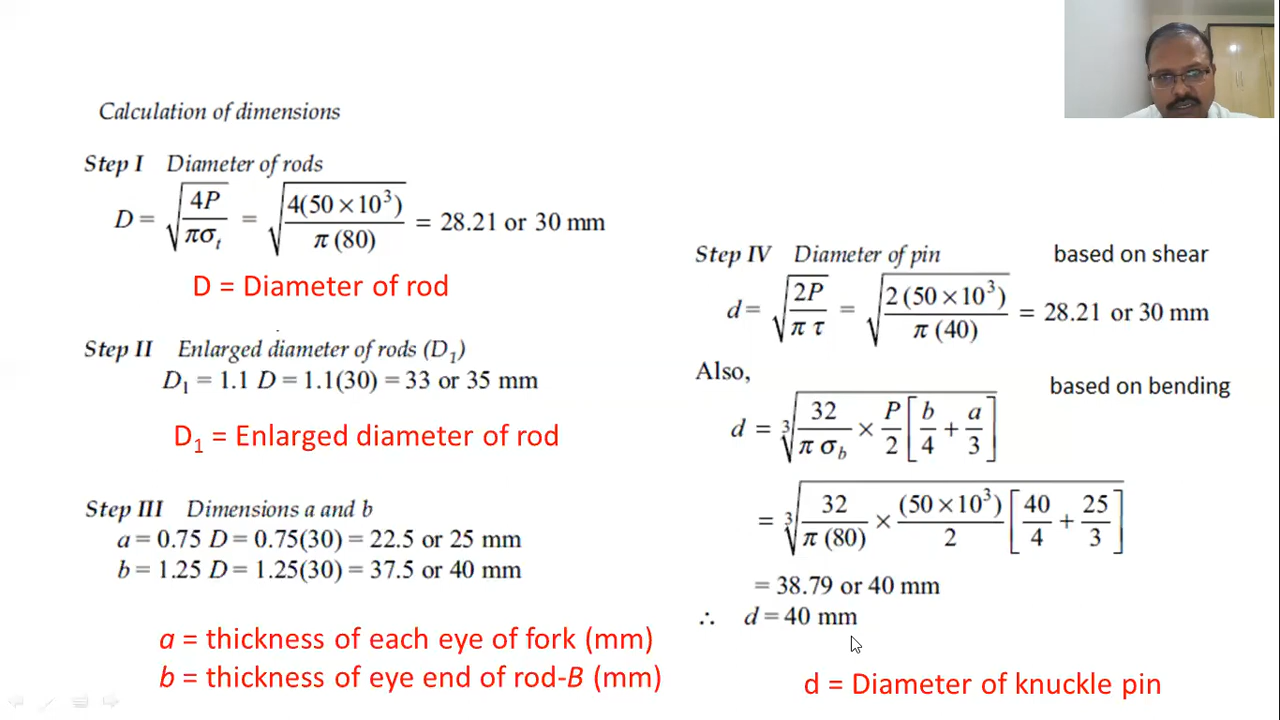 Calculation of dimensions
Step I Diameter of rods
D = √(4P / πσt) = √(4(50 × 10³) / π (80)) = 28.21 or 30 mm
D = Diameter of rod
Step II Enlarged diameter of rods (D₁)
D₁ = 1.1 D = 1.1(30) = 33 or 35 mm
D₁ = Enlarged diameter of rod
Step III Dimensions a and b
a = 0.75 D = 0.75(30) = 22.5 or 25 mm
b = 1.25 D = 1.25(30) = 37.5 or 40 mm
a = thickness of each eye of fork (mm)
b = thickness of eye end of rod-B (mm)
Step IV Diameter of pin based on shear
d = √(2P / π τ) = √(2 (50 × 10³) / π (40)) = 28.21 or 30 mm
Also,
based on bending
d = ∛(32 / π σb × P / 2 [b / 4 + a / 3])
= ∛(32 / π (80) × (50 × 10³) / 2 [40 / 4 + 25 / 3])
= 38.79 or 40 mm
∴ d = 40 mm
d = Diameter of knuckle pin